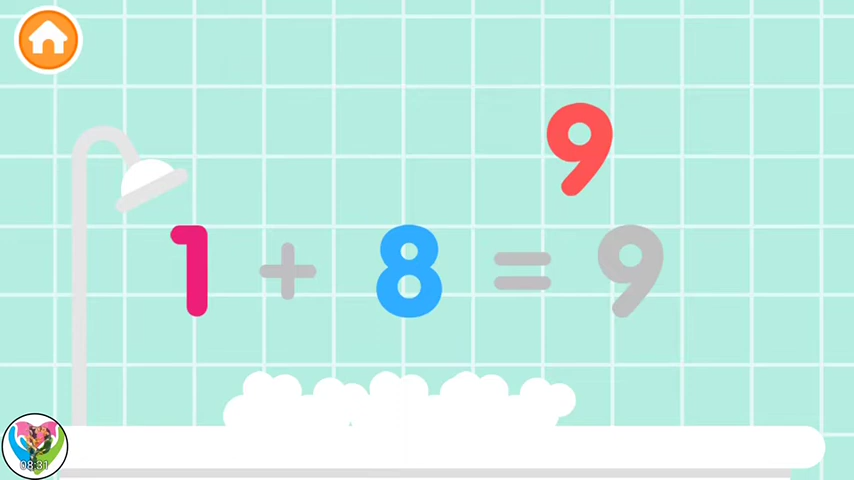 9
1 + 8 = 9
08:31